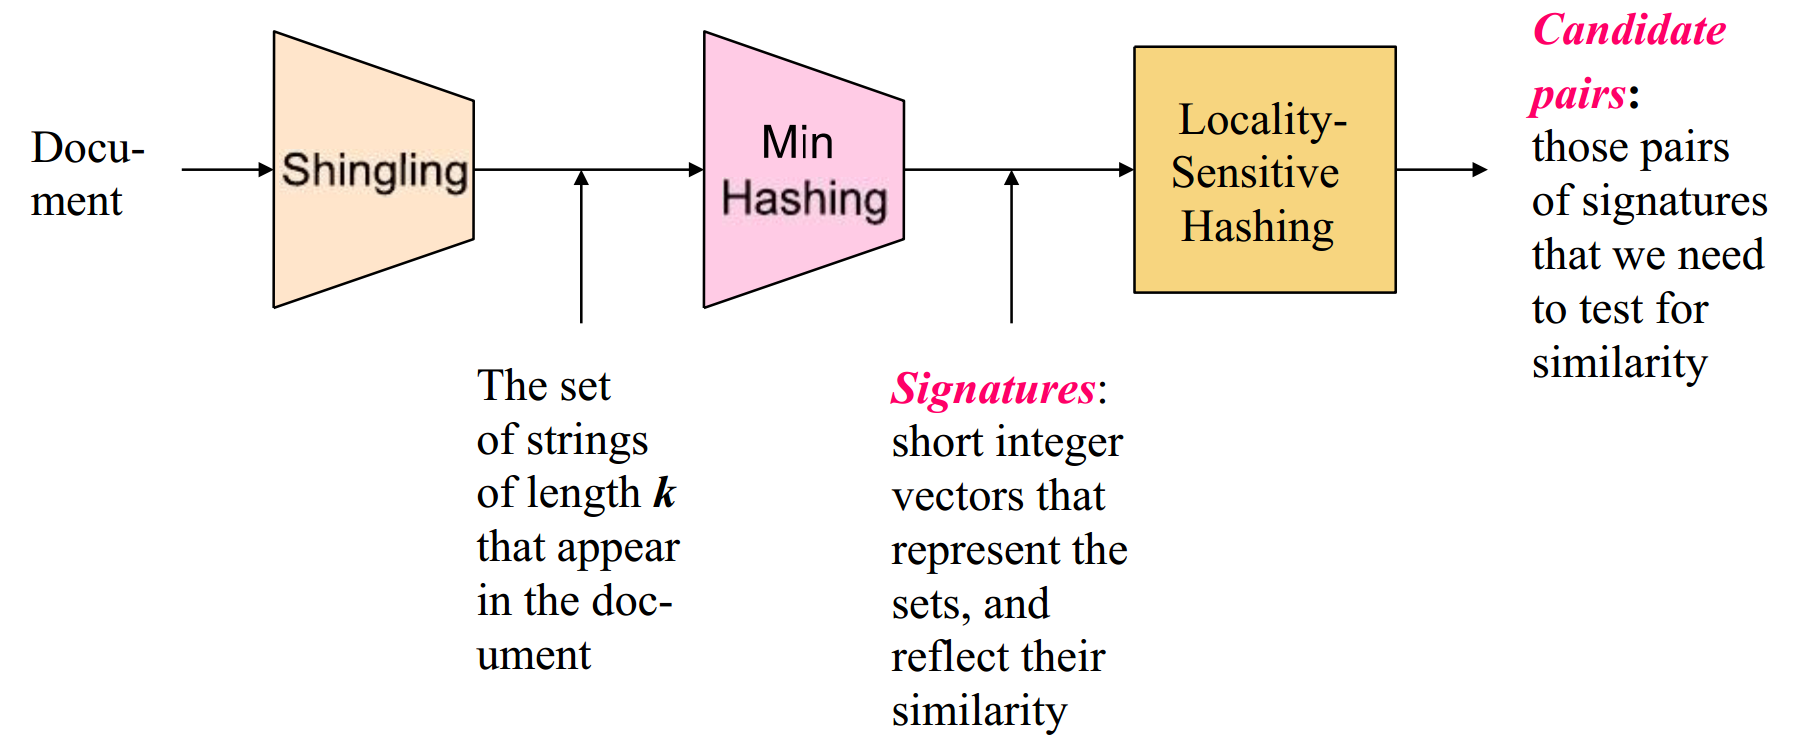 Docu-
ment
Shingling
The set
of strings
of length k
that appear
in the doc-
ument
Min
Hashing
Signatures:
short integer
vectors that
represent the
sets, and
reflect their
similarity
Locality-
Sensitive
Hashing
Candidate
pairs:
those pairs
of signatures
that we need
to test for
similarity